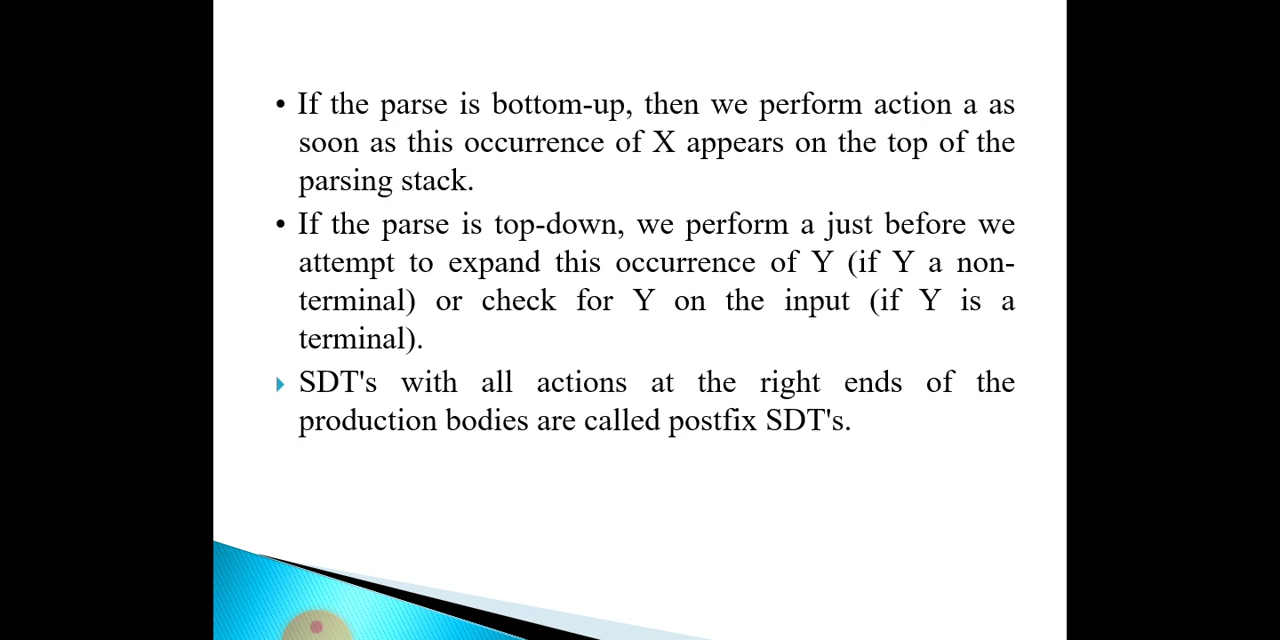 • If the parse is bottom-up, then we perform action a as
soon as this occurrence of X appears on the top of the
parsing stack.
• If the parse is top-down, we perform a just before we
attempt to expand this occurrence of Y (if Y a non-
terminal) or check for Y on the input (if Y is a
terminal).
SDT's with all actions at the right ends of the
production bodies are called postfix SDT's.